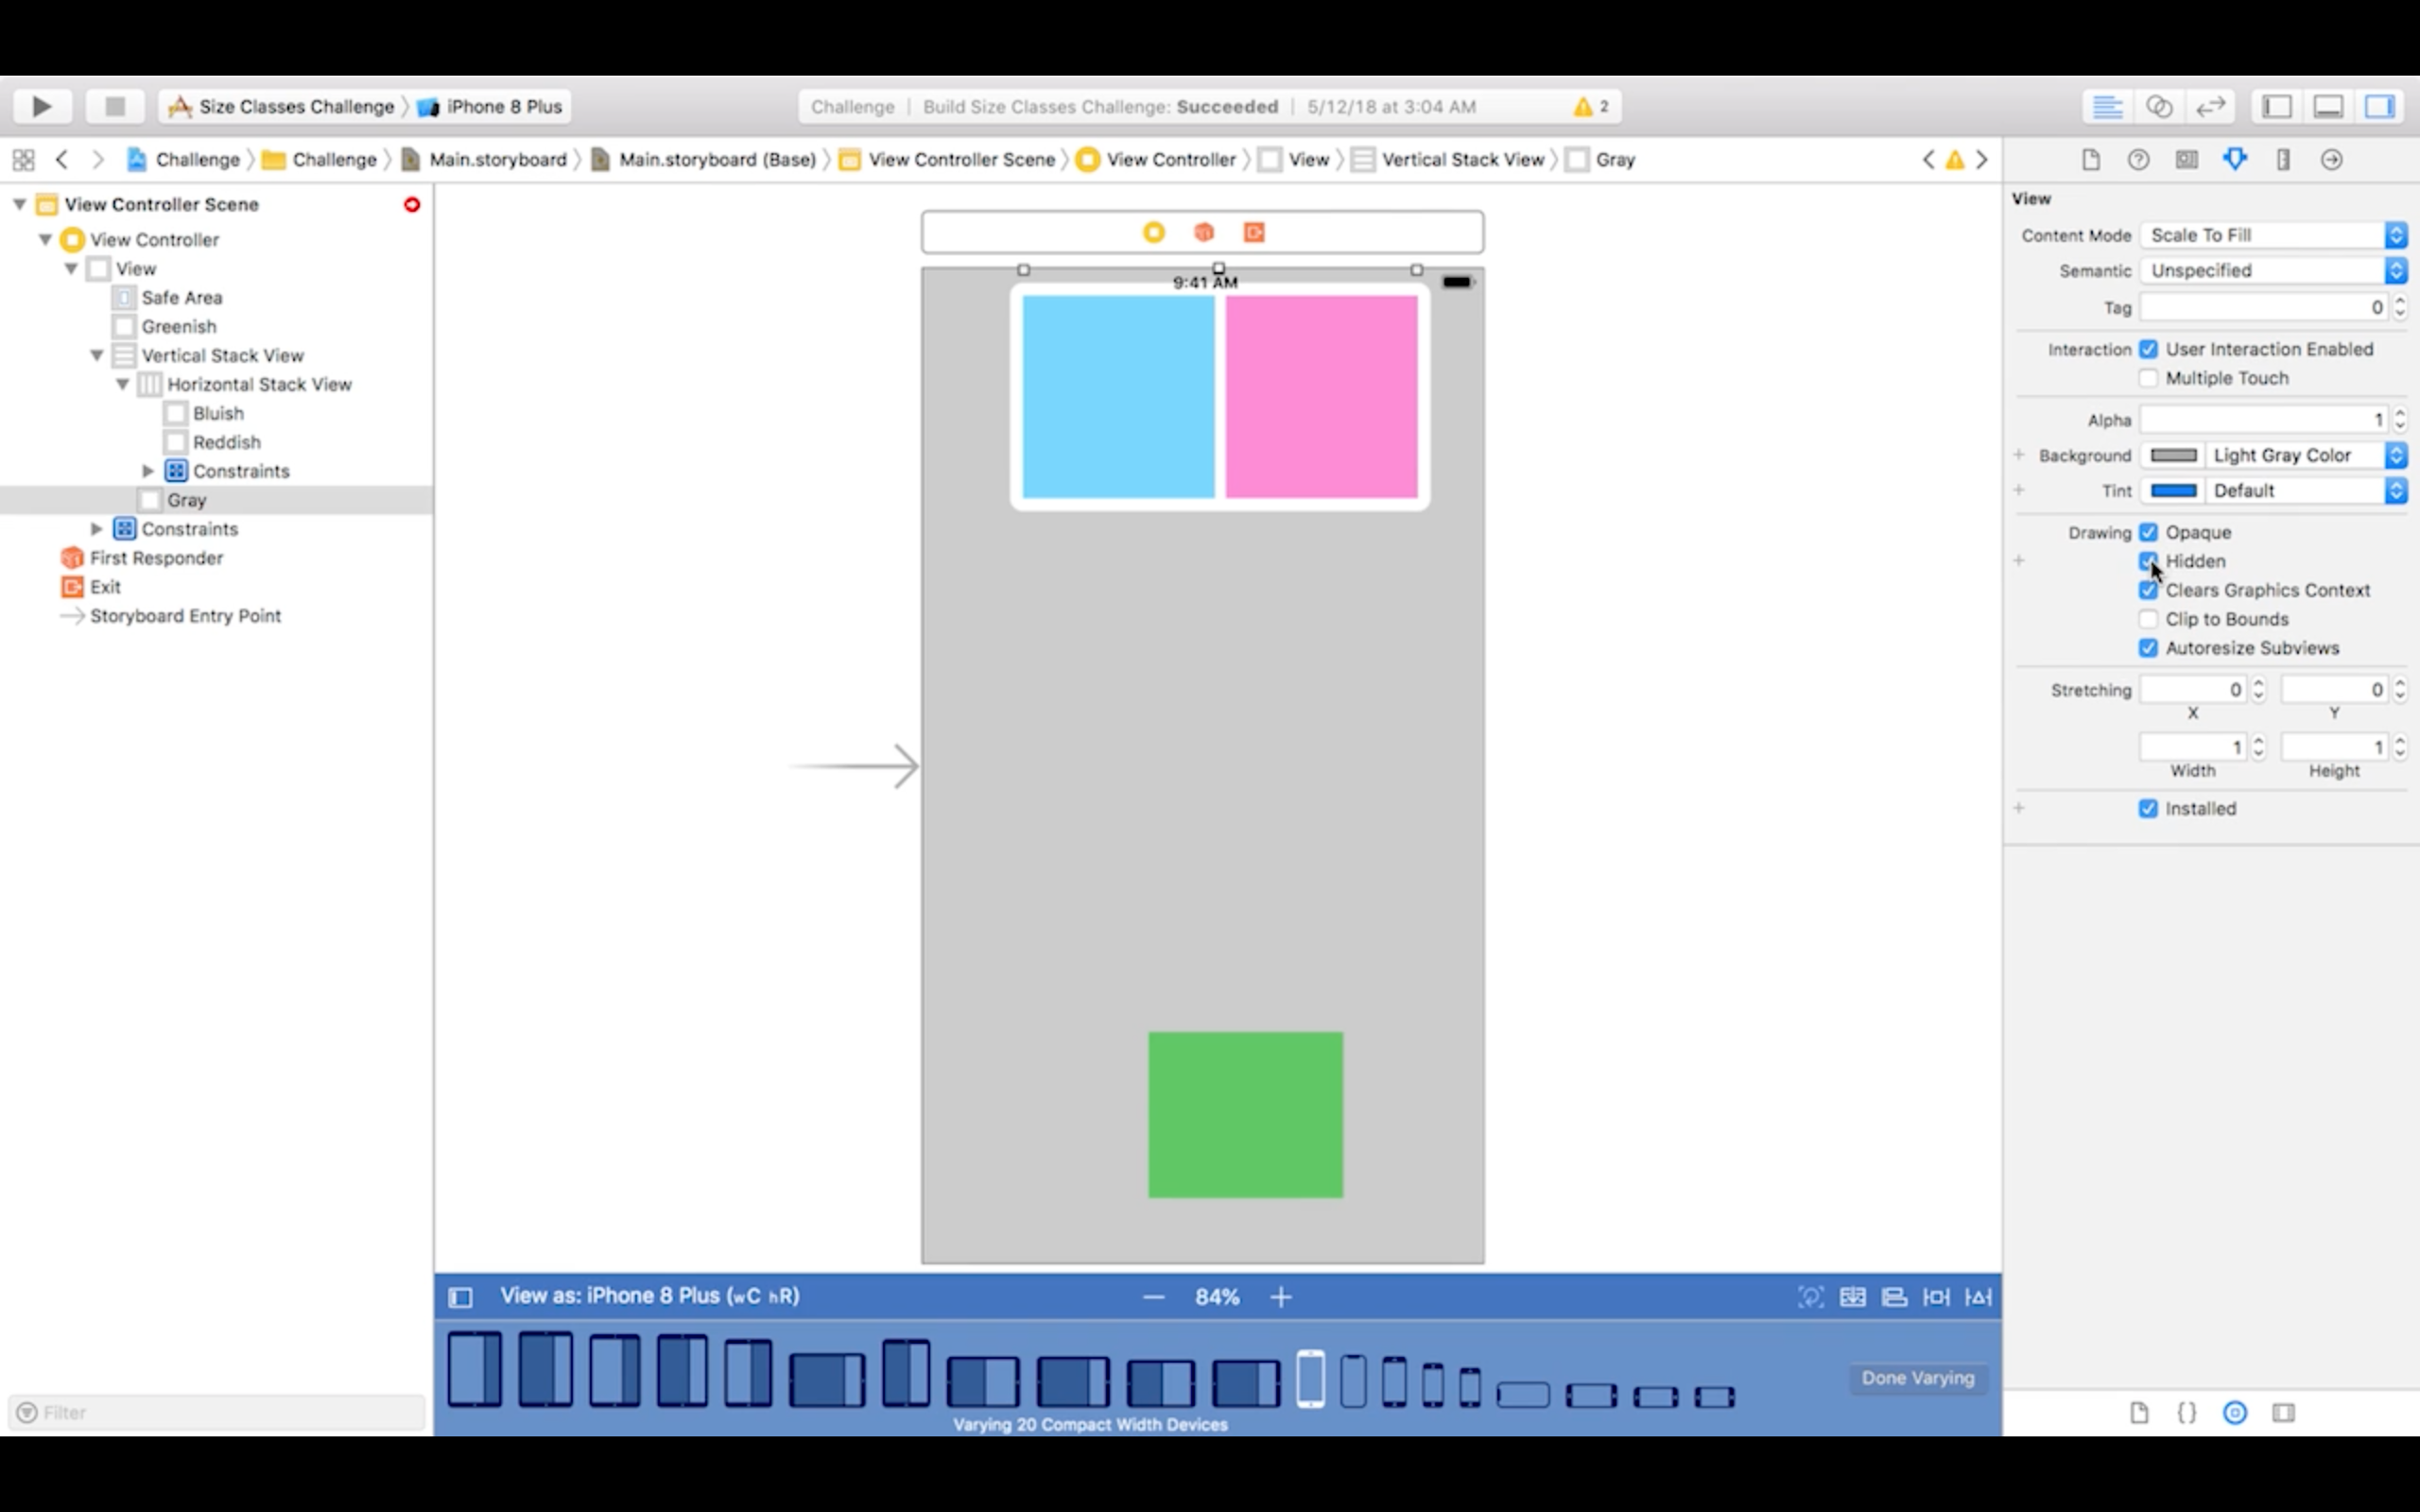 Size Classes Challenge iPhone 8 Plus
Challenge | Build Size Classes Challenge: Succeeded | 5/12/18 at 3:04 AM 2
Challenge Challenge Main.storyboard Main.storyboard (Base) View Controller Scene View Controller View Vertical Stack View Gray
View Controller Scene
View Controller
View
Safe Area
Greenish
Vertical Stack View
Horizontal Stack View
Bluish
Reddish
Constraints
Gray
Constraints
First Responder
Exit
Storyboard Entry Point
Filter
9:41 AM
View as: iPhone 8 Plus (wC hR)
84%
Done Varying
Varying 20 Compact Width Devices
View
Content Mode Scale To Fill
Semantic Unspecified
Tag 0
Interaction User Interaction Enabled
Multiple Touch
Alpha 1
Background Light Gray Color
Tint Default
Drawing Opaque
Hidden
Clears Graphics Context
Clip to Bounds
Autoresize Subviews
Stretching 0 0
X Y
1 1
Width Height
Installed